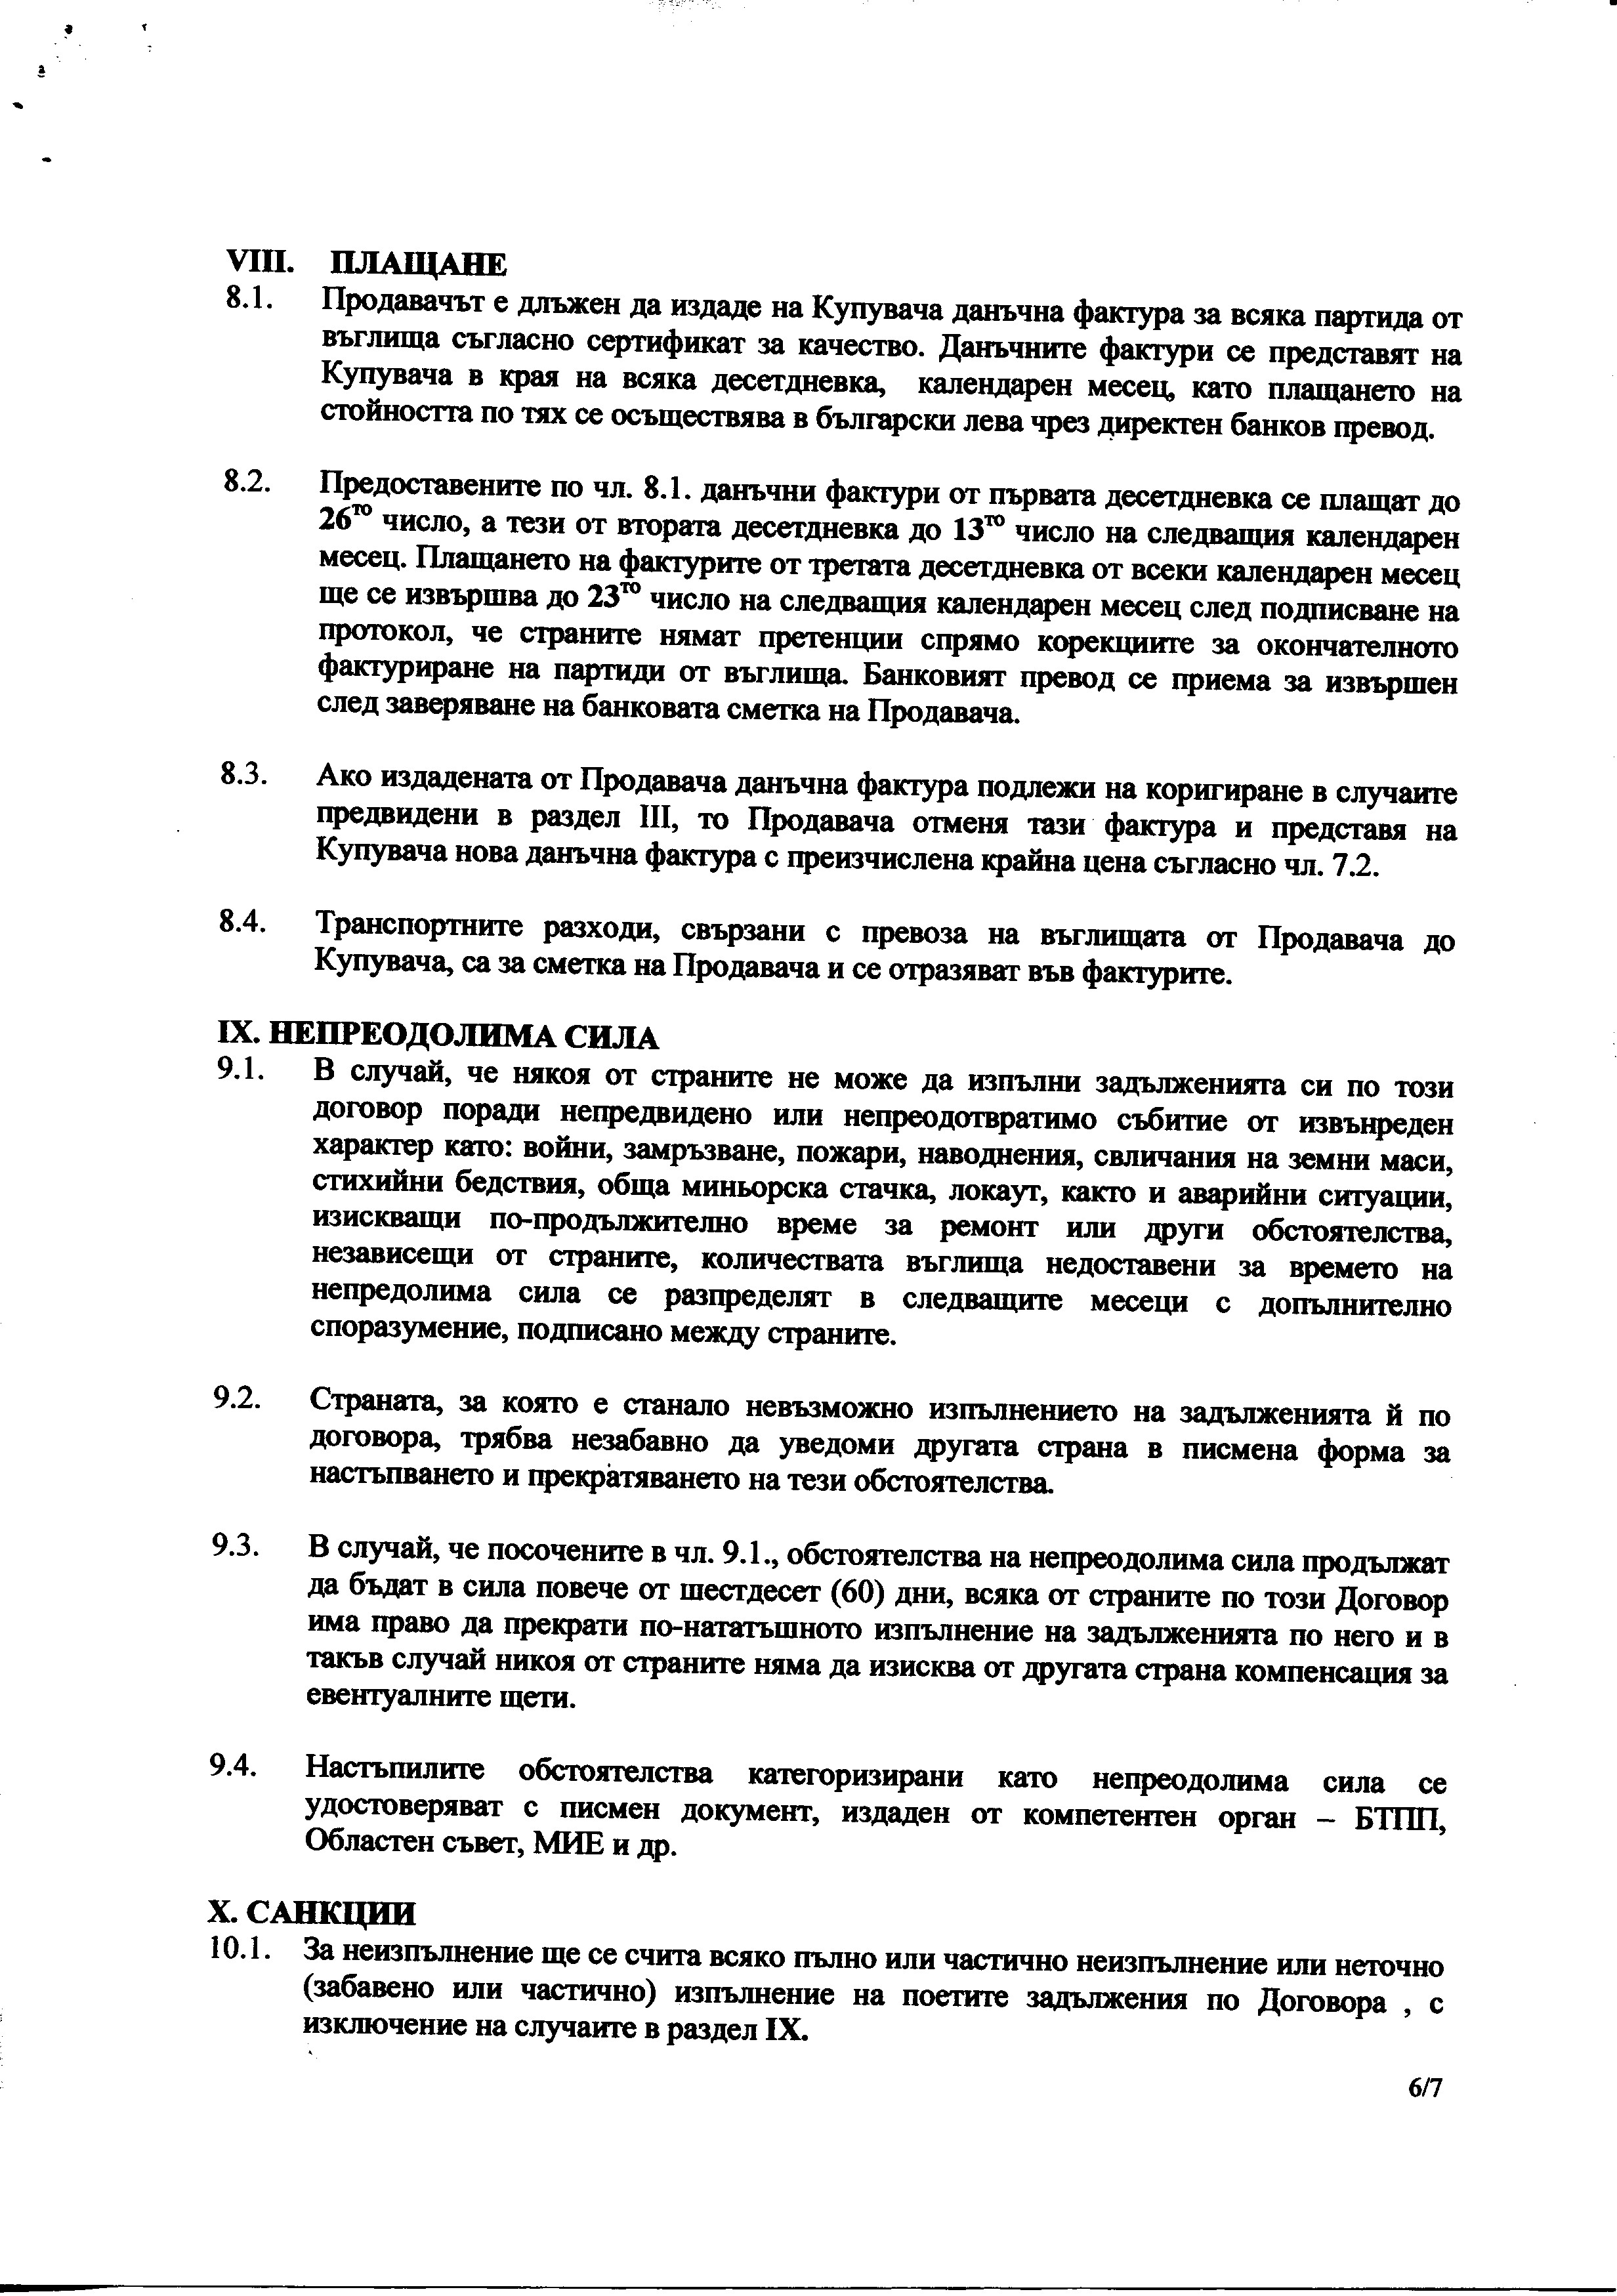 VIII. ПЛАЩАНЕ
8.1. Продавачът е длъжен да издаде на Купувача данъчна фактура за всяка партида от
въглища съгласно сертификат за качество. Данъчните фактури се представят на
Купувача в края на всяка десетдневка, календарен месец, като плащането на
стойността по тях се осъществява в български лева чрез директен банков превод.
8.2. Предоставените по чл. 8.1. данъчни фактури от първата десетдневка се плащат до
26то число, а тези от втората десетдневка до 13то число на следващия календарен
месец. Плащането на фактурите от третата десетдневка от всеки календарен месец
ще се извършва до 23то число на следващия календарен месец след подписване на
протокол, че страните нямат претенции спрямо корекциите за окончателното
фактуриране на партиди от въглища. Банковият превод се приема за извършен
след заверяване на банковата сметка на Продавача.
8.3. Ако издадената от Продавача данъчна фактура подлежи на коригиране в случаите
предвидени в раздел III, то Продавача отменя тази фактура и представя на
Купувача нова данъчна фактура с преизчислена крайна цена съгласно чл. 7.2.
8.4. Транспортните разходи, свързани с превоза на въглищата от Продавача до
Купувача, са за сметка на Продавача и се отразяват във фактурите.
IX. НЕПРЕОДОЛИМА СИЛА
9.1. В случай, че някоя от страните не може да изпълни задълженията си по този
договор поради непредвидено или непреодотвратимо събитие от извънреден
характер като: войни, замръзване, пожари, наводнения, свличания на земни маси,
стихийни бедствия, обща миньорска стачка, локаут, както и аварийни ситуации,
изискващи по-продължително време за ремонт или други обстоятелства,
независещи от страните, количествата въглища недоставени за времето на
непредолима сила се разпределят в следващите месеци с допълнително
споразумение, подписано между страните.
9.2. Страната, за която е станало невъзможно изпълнението на задълженията й по
договора, трябва незабавно да уведоми другата страна в писмена форма за
настъпването и прекратяването на тези обстоятелства.
9.3. В случай, че посочените в чл. 9.1., обстоятелства на непреодолима сила продължат
да бъдат в сила повече от шестдесет (60) дни, всяка от страните по този Договор
има право да прекрати по-нататъшното изпълнение на задълженията по него и в
такъв случай никоя от страните няма да изисква от другата страна компенсация за
евентуалните щети.
9.4. Настъпилите обстоятелства категоризирани като непреодолима сила се
удостоверяват с писмен документ, издаден от компетентен орган – БТПП,
Областен съвет, МИЕ и др.
X. САНКЦИИ
10.1. За неизпълнение ще се счита всяко пълно или частично неизпълнение или неточно
(забавено или частично) изпълнение на поетите задължения по Договора , с
изключение на случаите в раздел IX.
6/7